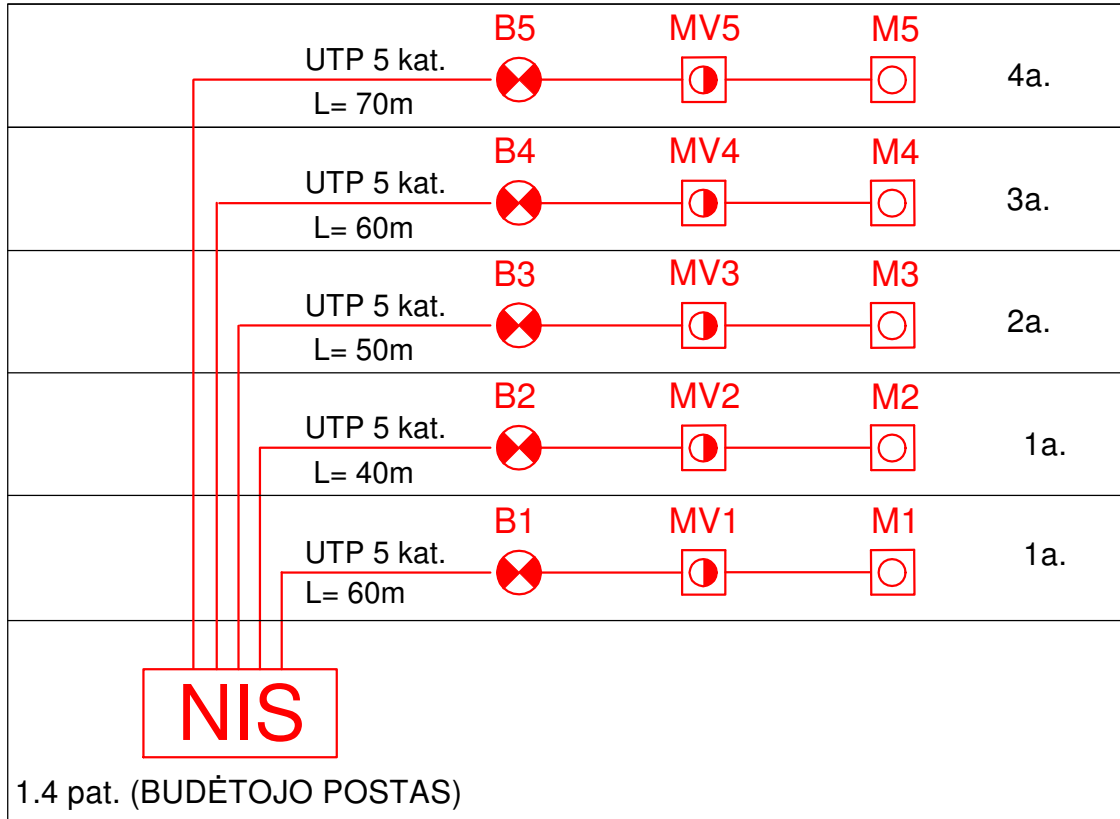 B5 MV5 M5
UTP 5 kat.
4a.
L= 70m
B4 MV4 M4
UTP 5 kat.
3a.
L= 60m
B3 MV3 M3
UTP 5 kat.
2a.
L= 50m
B2 MV2 M2
UTP 5 kat.
1a.
L= 40m
B1 MV1 M1
UTP 5 kat.
1a.
L= 60m
NIS
1.4 pat. (BUDĖTOJO POSTAS)